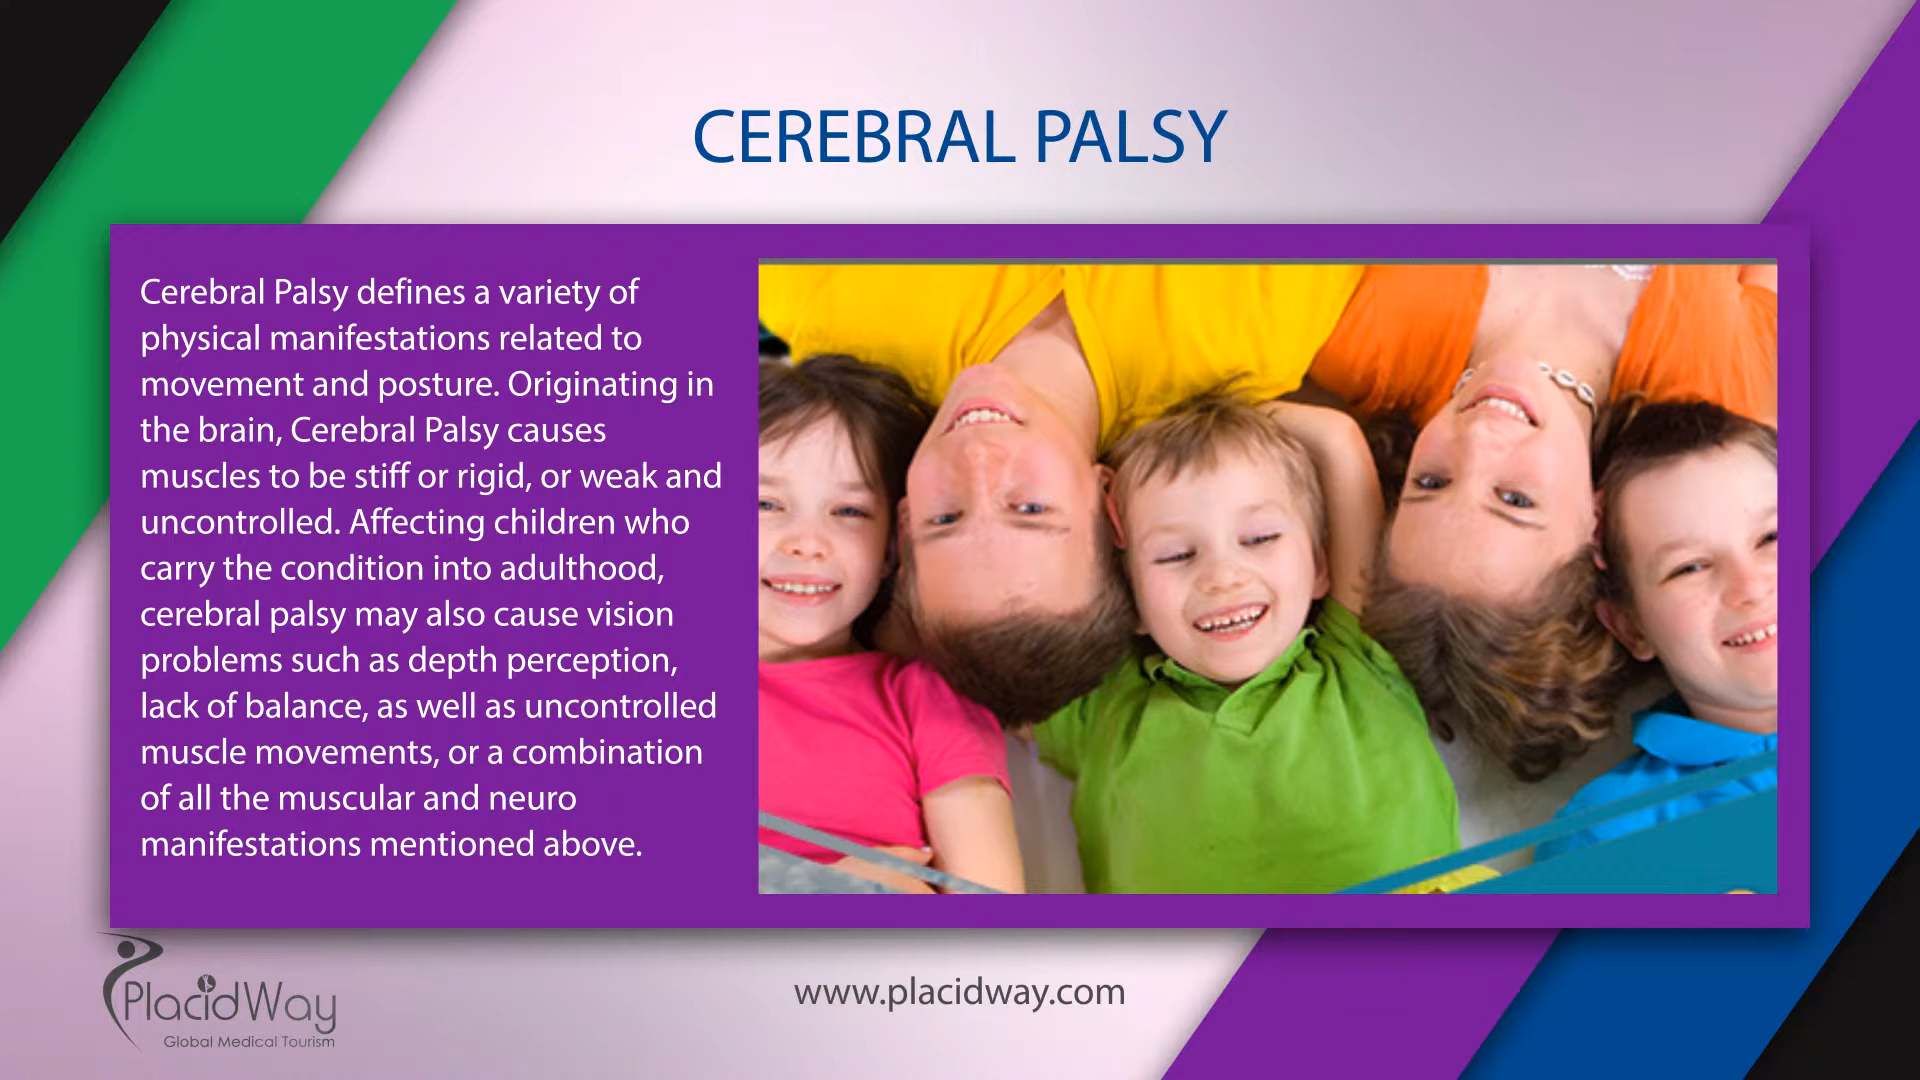 CEREBRAL PALSY
Cerebral Palsy defines a variety of
physical manifestations related to
movement and posture. Originating in
the brain, Cerebral Palsy causes
muscles to be stiff or rigid, or weak and
uncontrolled. Affecting children who
carry the condition into adulthood,
cerebral palsy may also cause vision
problems such as depth perception,
lack of balance, as well as uncontrolled
muscle movements, or a combination
of all the muscular and neuro
manifestations mentioned above.
PlacidWay
Global Medical Tourism
www.placidway.com